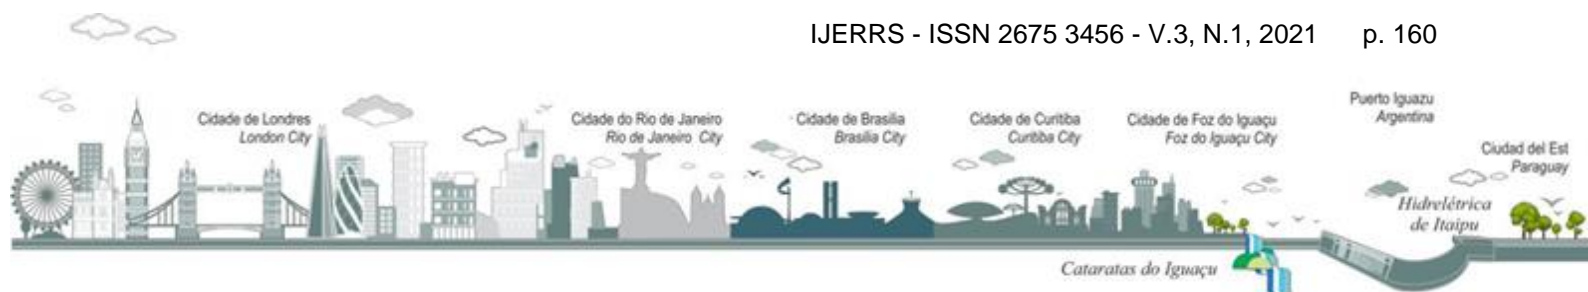 IJERRS - ISSN 2675 3456 - V.3, N.1, 2021 p. 160
Cidade de Londres
London City
Cidade do Rio de Janeiro
Rio de Janeiro City
Cidade de Brasilia
Brasilia City
Cidade de Curitiba
Curitiba City
Cidade de Foz do Iguaçu
Foz do Iguaçu City
Puerto Iguazu
Argentina
Ciudad del Est
Paraguay
Hidrelétrica
de Itaipu
Cataratas do Iguaçu